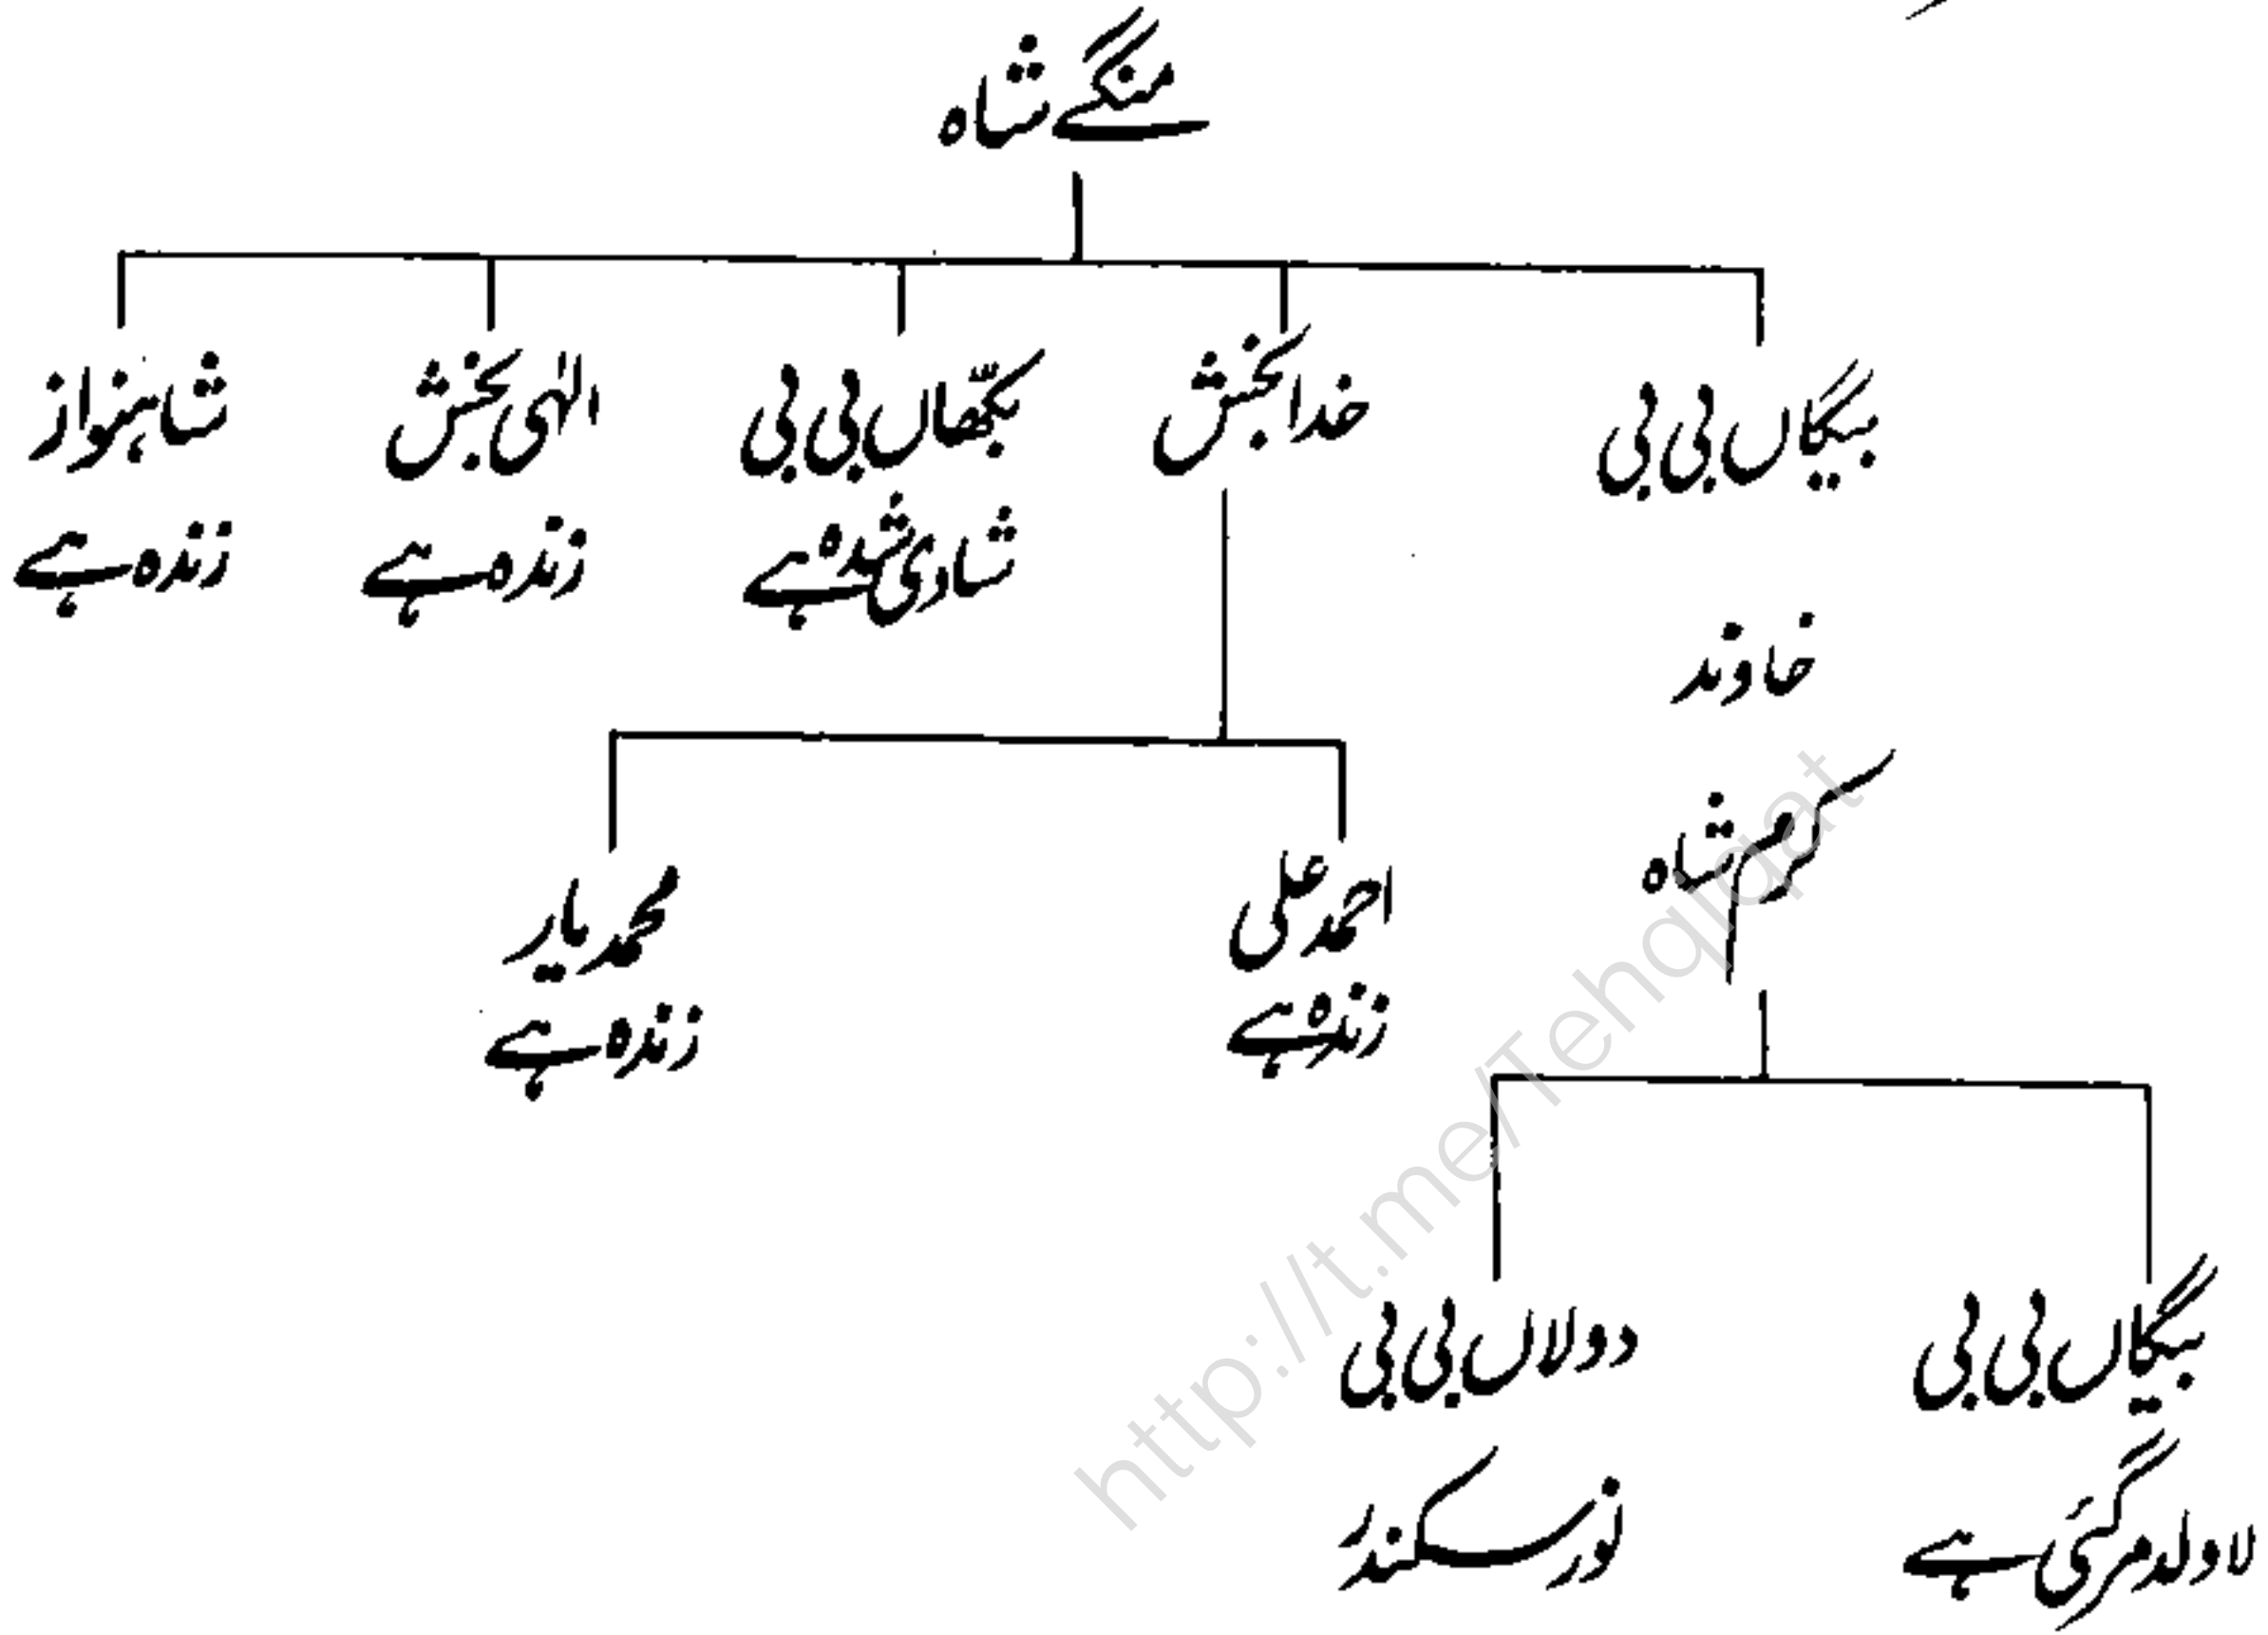 منگے شاہ
بیگاں بی بی
خدا بخش
بگھاں بی بی
الٰہی بخش
شاہنواز
شادی شدہ ہے
زندہ ہے
زندہ ہے
خاوند
شاہ
احمد علی
محمد یار
زندہ ہے
زندہ ہے
بیگاں بی بی
دولاں بی بی
لاولد مر گئی ہے
نور سکندر
http://t.me/Tehqiqat